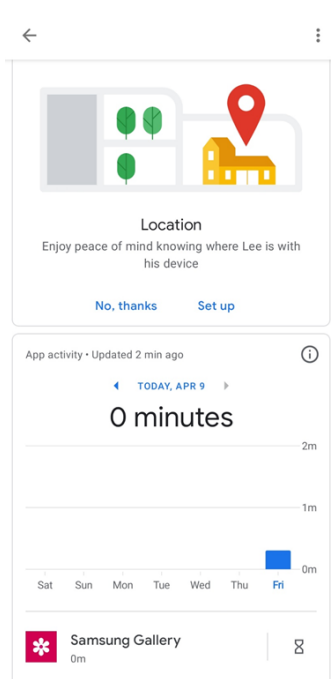 Location
Enjoy peace of mind knowing where Lee is with
his device
No, thanks Set up
App activity • Updated 2 min ago
TODAY, APR 9
0 minutes
2m
1m
0m
Sat Sun Mon Tue Wed Thu Fri
Samsung Gallery
0m